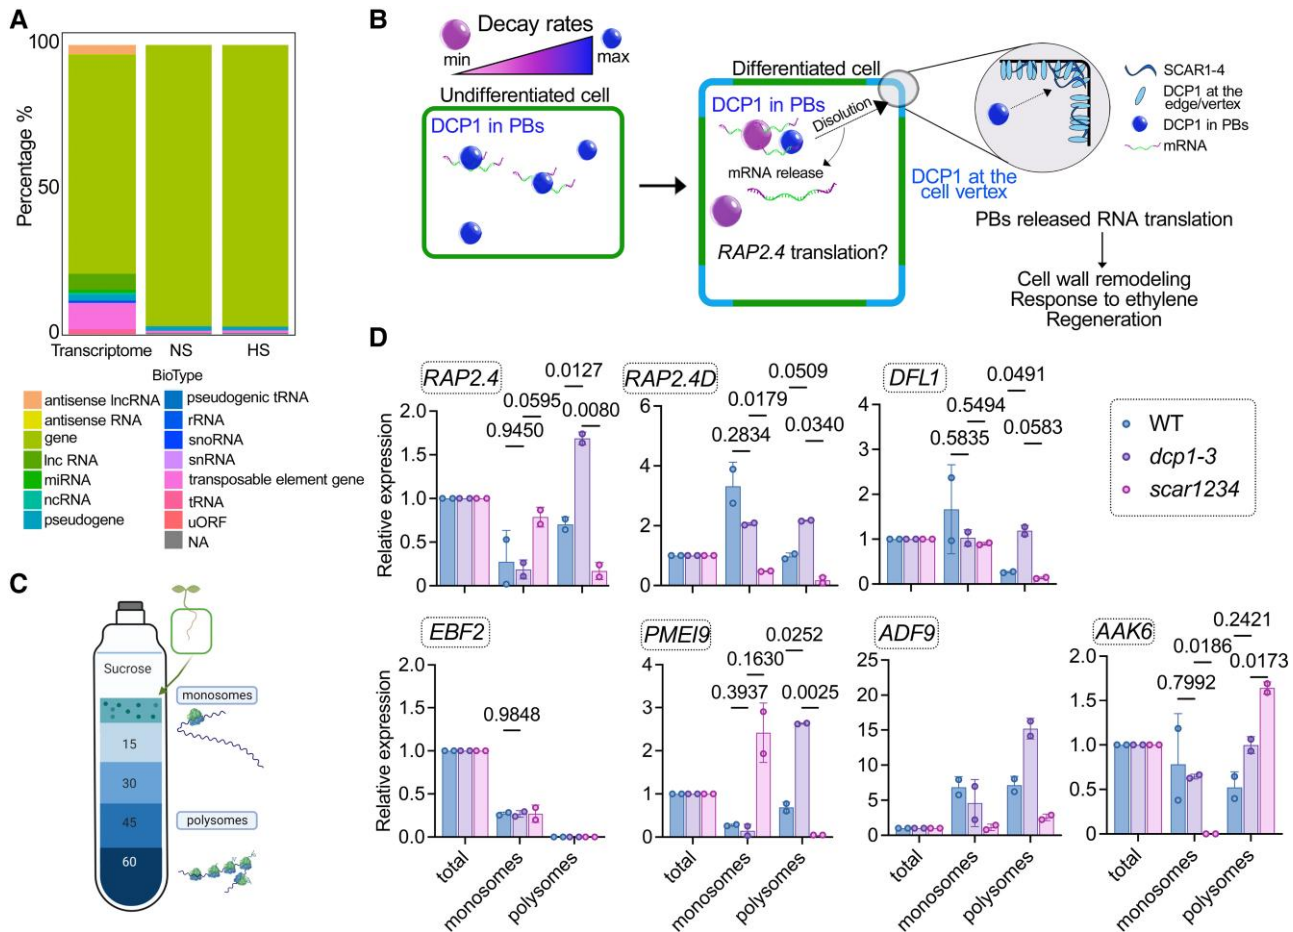 A
100
50
0
Percentage %
Transcriptome
NS
HS
BioType
antisense lncRNA
antisense RNA
gene
lnc RNA
miRNA
ncRNA
pseudogene
pseudogenic tRNA
rRNA
snoRNA
snRNA
transposable element gene
tRNA
uORF
NA
B
Decay rates
min
max
Undifferentiated cell
DCP1 in PBs
Differentiated cell
DCP1 in PBs
Disolution
mRNA release
RAP2.4 translation?
DCP1 at the
cell vertex
SCAR1-4
DCP1 at the
edge/vertex
DCP1 in PBs
mRNA
PBs released RNA translation
Cell wall remodeling
Response to ethylene
Regeneration
C
Sucrose
15
30
45
60
monosomes
polysomes
D
RAP2.4
Relative expression
2.0
1.5
1.0
0.5
0
0.9450
0.0595
0.0127
0.0080
RAP2.4D
6
4
2
0
0.2834
0.0179
0.0509
0.0340
DFL1
4
3
2
1
0
0.5835
0.5494
0.0491
0.0583
WT
dcp1-3
scar1234
EBF2
Relative expression
2.0
1.5
1.0
0.5
0.0
0.9848
total
monosomes
polysomes
PMEI9
4
3
2
1
0
0.3937
0.1630
0.0252
0.0025
total
monosomes
polysomes
ADF9
25
20
15
10
5
0
total
monosomes
polysomes
AAK6
2.0
1.5
1.0
0.5
0
0.7992
0.0186
0.2421
0.0173
total
monosomes
polysomes